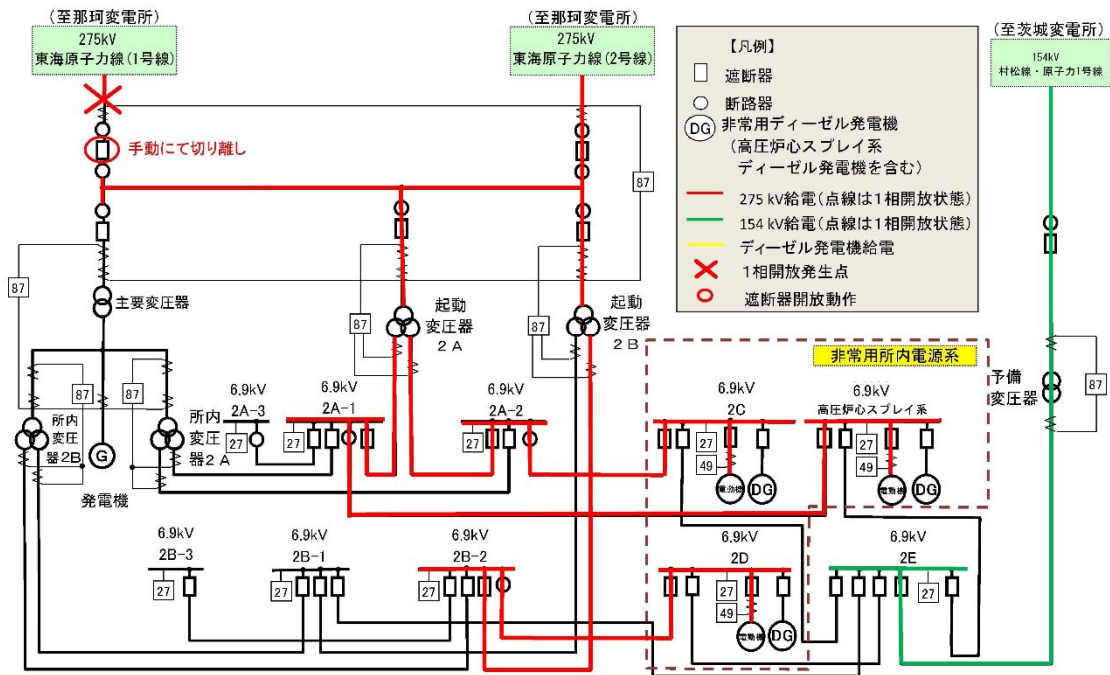 (至那珂変電所)
275kV
東海原子力線(1号線)
(至那珂変電所)
275kV
東海原子力線(2号線)
(至茨城変電所)
154kV
村松線・原子力1号線
【凡例】
遮断器
断路器
DG
非常用ディーゼル発電機
(高圧炉心スプレイ系
ディーゼル発電機を含む)
275 kV給電(点線は1相開放状態)
154 kV給電(点線は1相開放状態)
ディーゼル発電機給電
1相開放発生点
遮断器開放動作
手動にて切り離し
87
87
主要変圧器
87
起動
変圧器
2A
87
起動
変圧器
2B
87
87
所内
変圧
器2B
G
発電機
所内
変圧
器2A
非常用所内電源系
予備
変圧器
87
6.9kV
2A-3
27
6.9kV
2A-1
27
6.9kV
2A-2
27
6.9kV
2C
27
49
電動機
DG
6.9kV
高圧炉心スプレイ系
27
49
電動機
DG
6.9kV
2B-3
27
6.9kV
2B-1
27
6.9kV
2B-2
27
6.9kV
2D
27
49
電動機
DG
6.9kV
2E
27